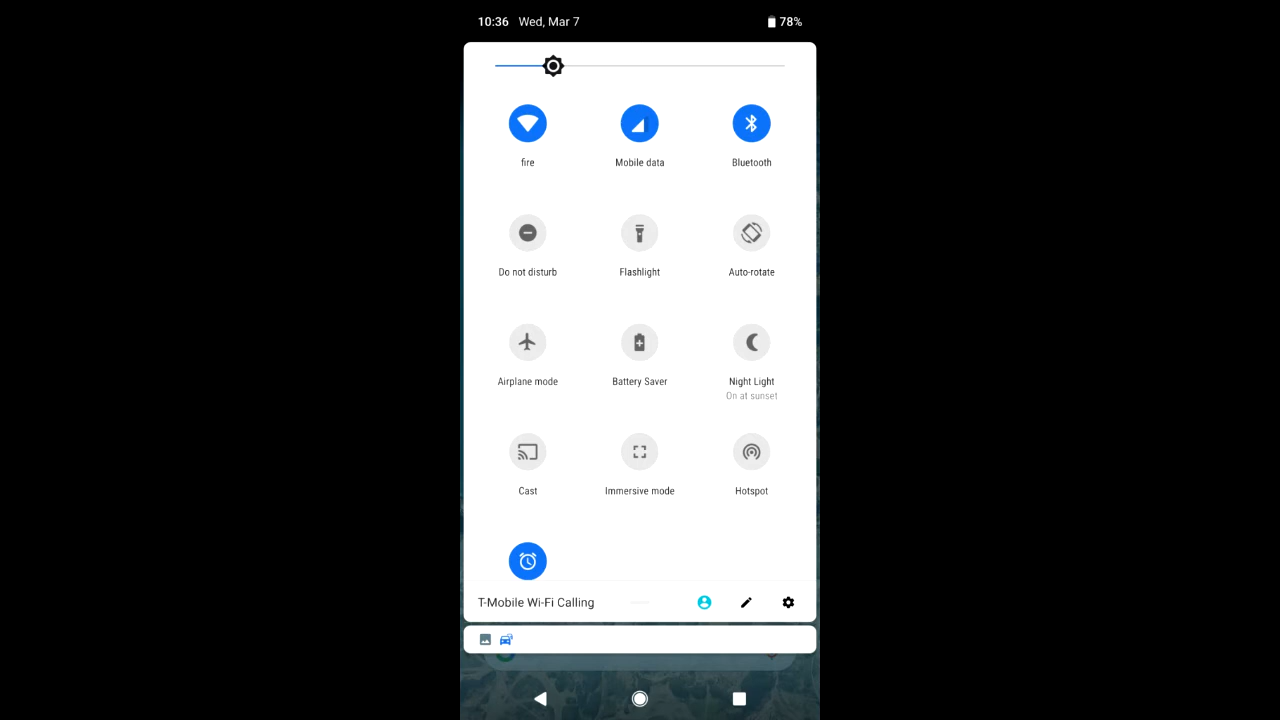 10:36 Wed, Mar 7 78%
fire Mobile data Bluetooth
Do not disturb Flashlight Auto-rotate
Airplane mode Battery Saver Night Light
On at sunset
Cast Immersive mode Hotspot
T-Mobile Wi-Fi Calling